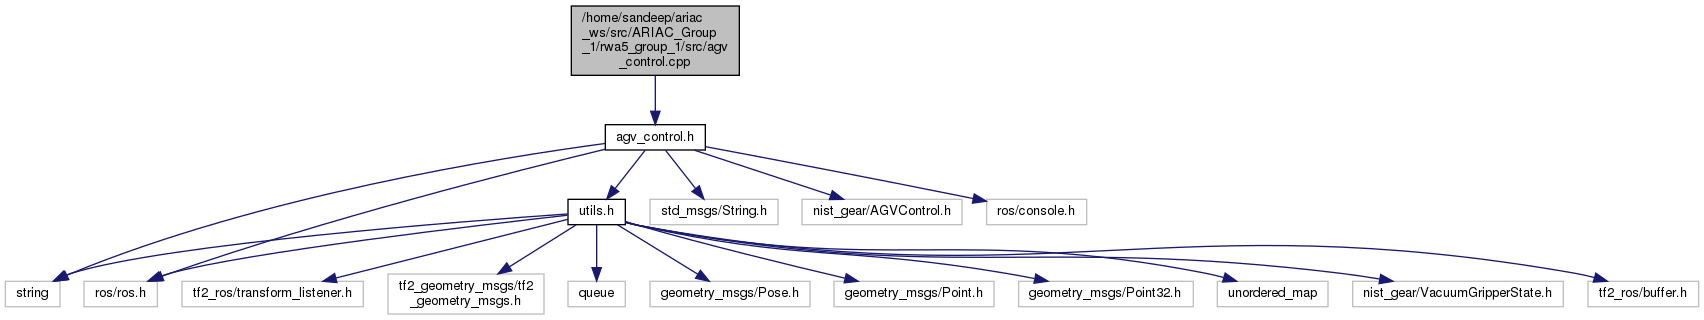 /home/sandeep/ariac
_ws/src/ARIAC_Group
_1/rwa5_group_1/src/agv
_control.cpp
agv_control.h
utils.h
std_msgs/String.h
nist_gear/AGVControl.h
ros/console.h
string
ros/ros.h
tf2_ros/transform_listener.h
tf2_geometry_msgs/tf2
_geometry_msgs.h
queue
geometry_msgs/Pose.h
geometry_msgs/Point.h
geometry_msgs/Point32.h
unordered_map
nist_gear/VacuumGripperState.h
tf2_ros/buffer.h